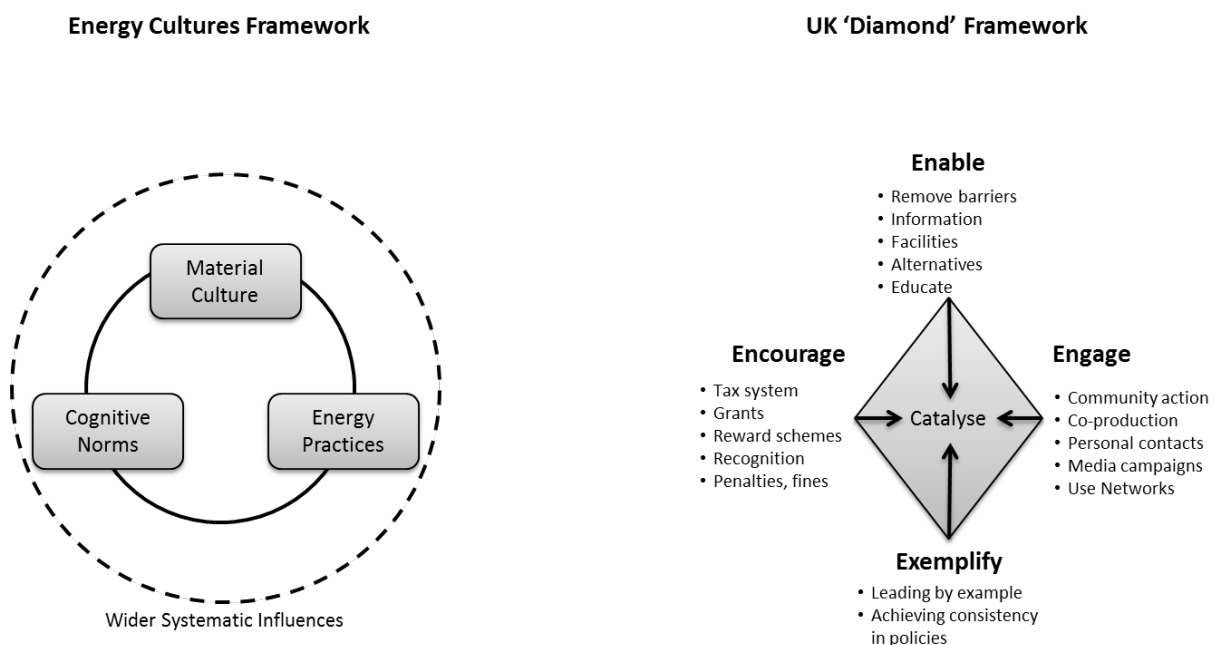 Energy Cultures Framework
Material
Culture
Cognitive
Norms
Energy
Practices
Wider Systematic Influences
UK ‘Diamond’ Framework
Enable
• Remove barriers
• Information
• Facilities
• Alternatives
• Educate
Encourage
• Tax system
• Grants
• Reward schemes
• Recognition
• Penalties, fines
Catalyse
Engage
• Community action
• Co-production
• Personal contacts
• Media campaigns
• Use Networks
Exemplify
• Leading by example
• Achieving consistency
in policies